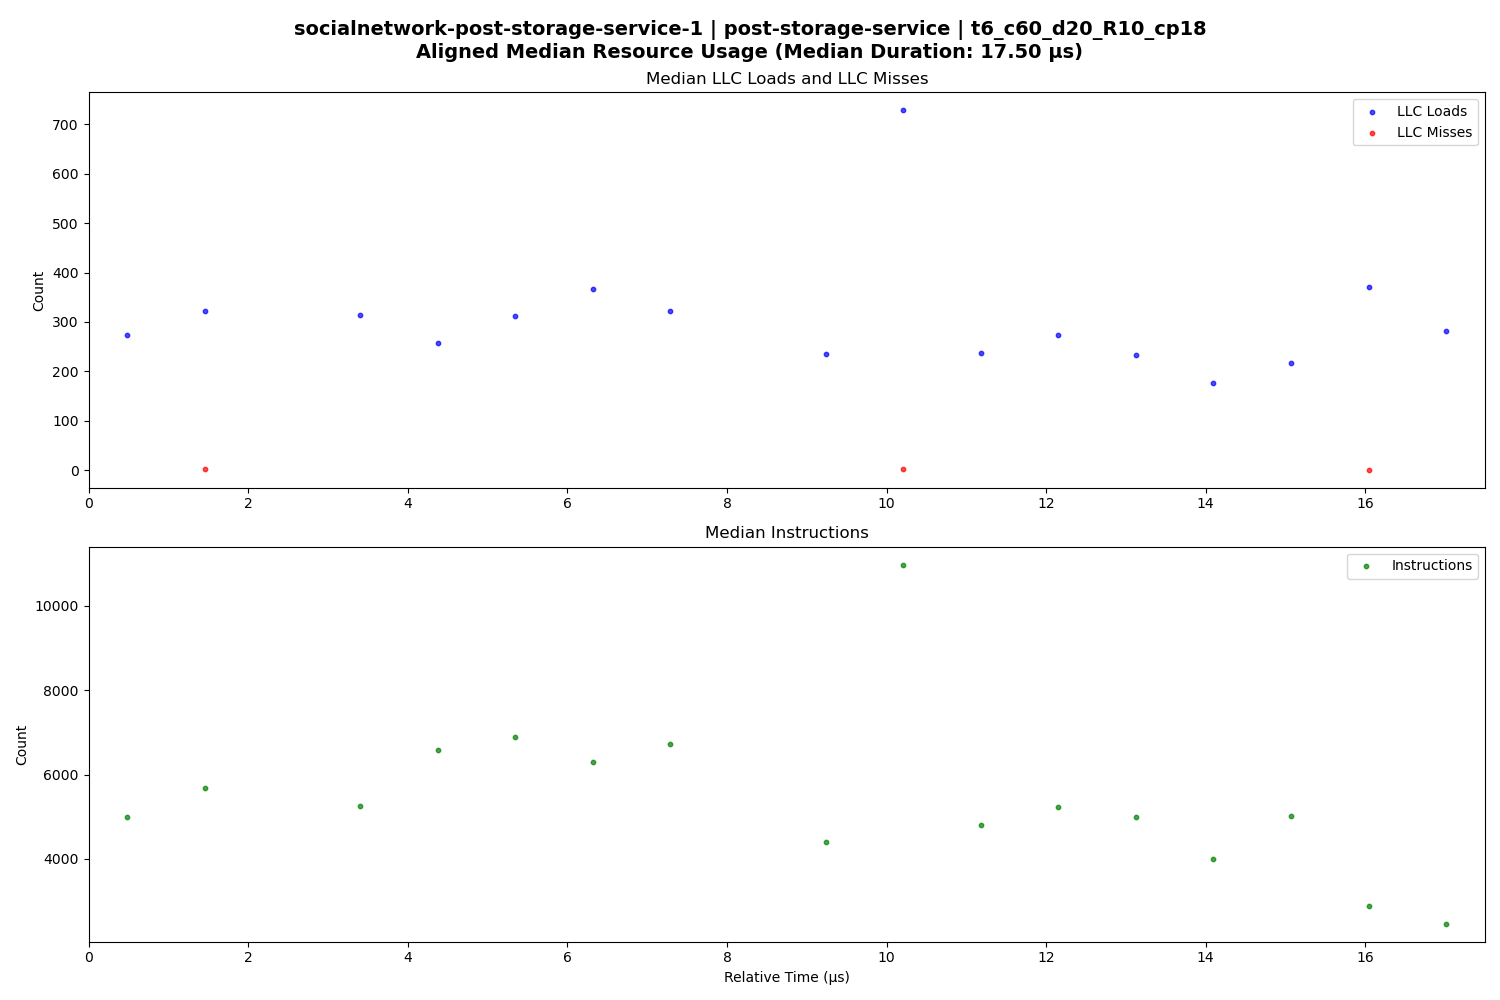 socialnetwork-post-storage-service-1 | post-storage-service | t6_c60_d20_R10_cp18
Aligned Median Resource Usage (Median Duration: 17.50 µs)
Median LLC Loads and LLC Misses
LLC Loads
LLC Misses
700
600
500
400
300
200
100
0
Count
0 2 4 6 8 10 12 14 16
Median Instructions
Instructions
10000
8000
6000
4000
Count
0 2 4 6 8 10 12 14 16
Relative Time (µs)